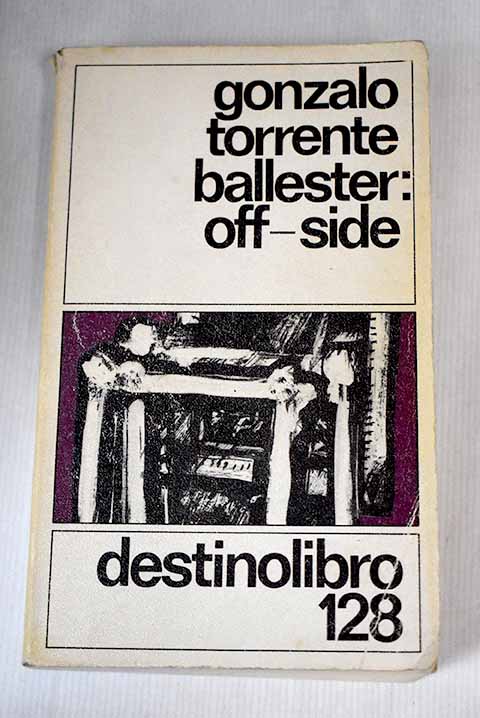 gonzalo
torrente
ballester:
off-side
destinolibro
128